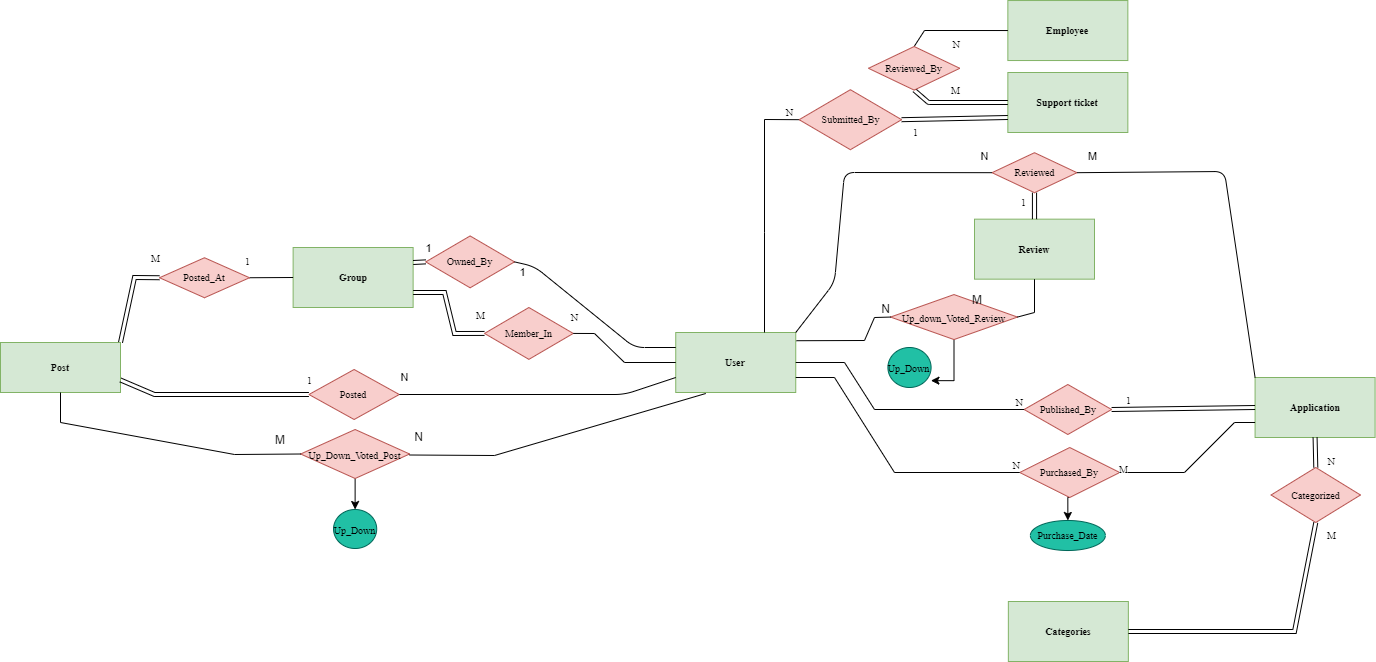 Employee
N
Reviewed_By
M
Support ticket
N
Submitted_By
1
N
M
Reviewed
1
Review
M
1
Posted_At
Group
1
Owned_By
1
M
N
Member_In
N
M
Up_down_Voted_Review
Up_Down
User
Post
1
N
Posted
M
N
Up_Down_Voted_Post
Up_Down
N
Published_By
1
Application
N
Purchased_By
M
Purchase_Date
N
Categorized
M
Categories